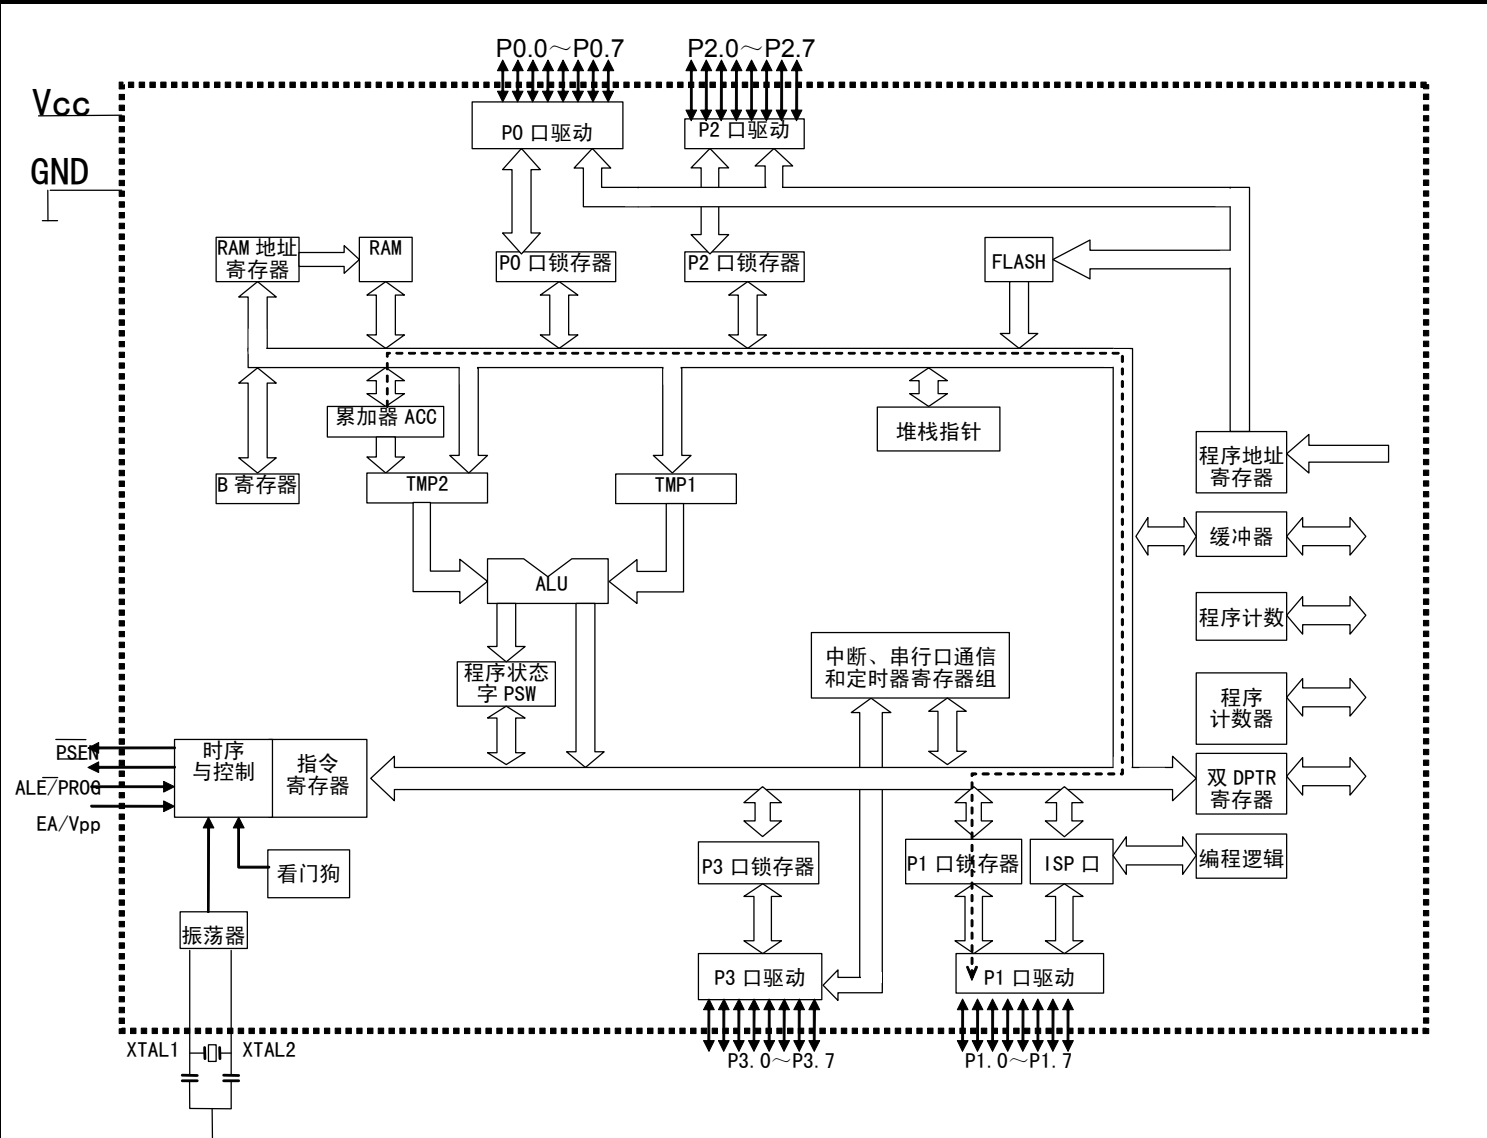 P0.0～P0.7
P2.0～P2.7
Vcc
P0 口驱动
P2 口驱动
GND
RAM 地址
寄存器
RAM
P0 口锁存器
P2 口锁存器
FLASH
累加器 ACC
堆栈指针
程序地址
寄存器
B 寄存器
TMP2
TMP1
缓冲器
ALU
程序计数
中断、串行口通信
和定时器寄存器组
程序状态
字 PSW
程序
计数器
PSEN
时序
与控制
指令
寄存器
双 DPTR
寄存器
ALE/PROG
EA/Vpp
看门狗
P3 口锁存器
P1 口锁存器
ISP 口
编程逻辑
振荡器
P3 口驱动
P1 口驱动
XTAL1
XTAL2
P3.0～P3.7
P1.0～P1.7